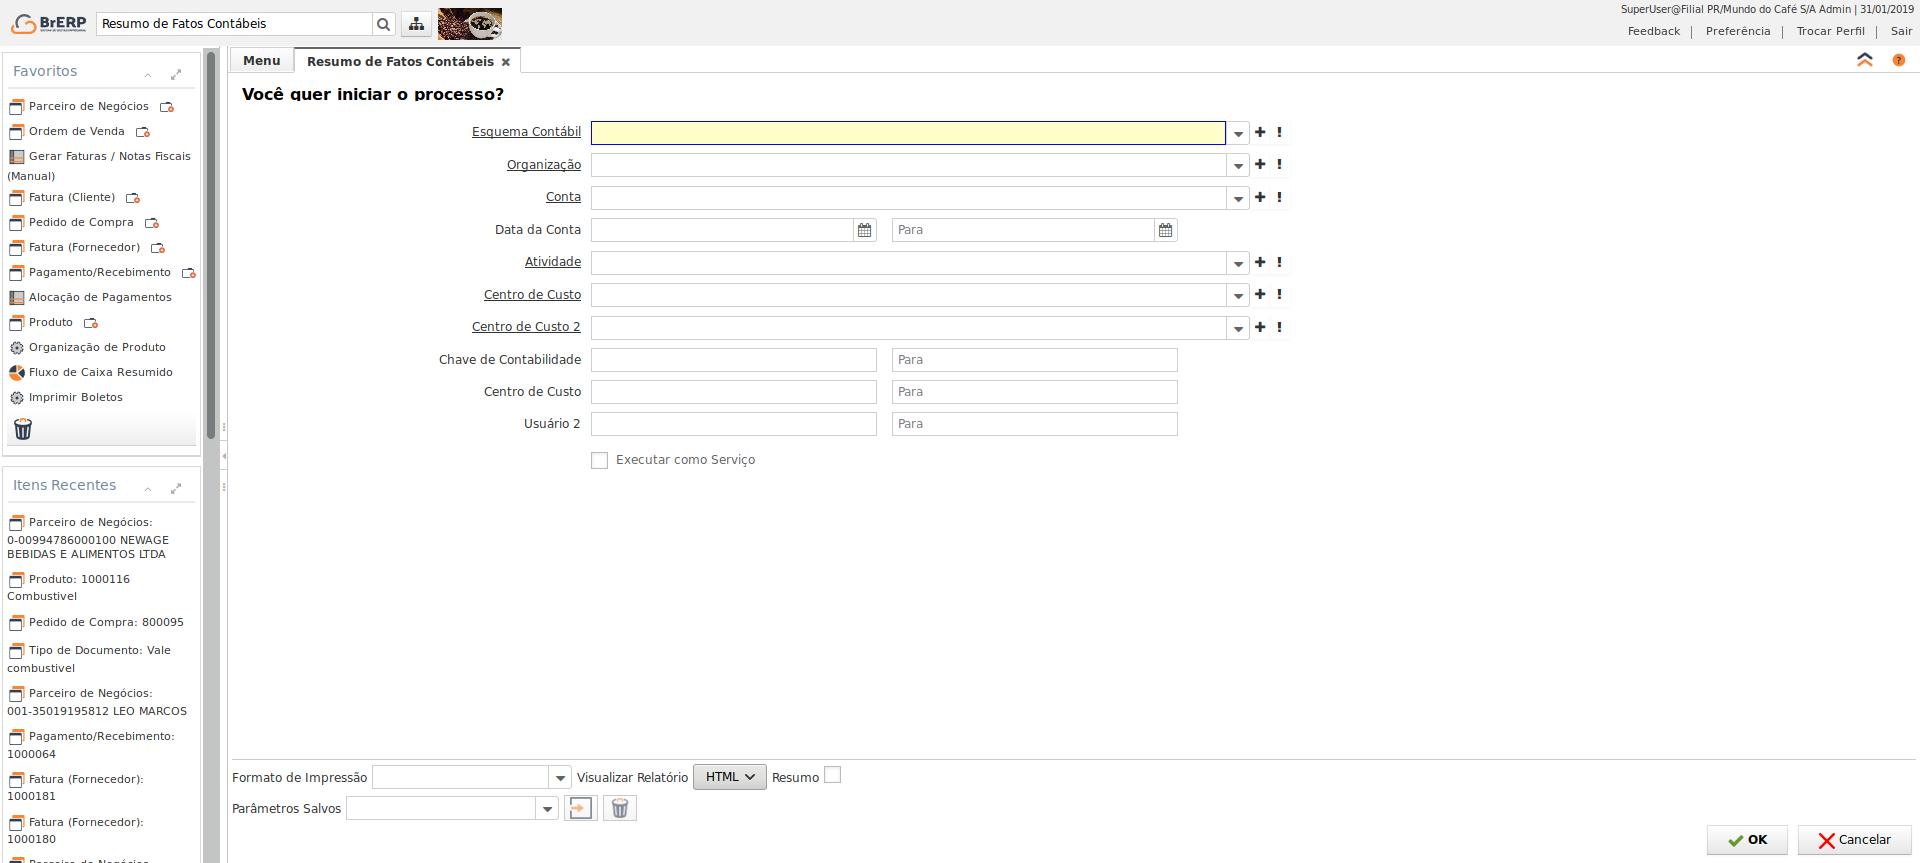 BrERP
Resumo de Fatos Contábeis
SuperUser@Filial PR/Mundo do Café S/A Admin | 31/01/2019
Feedback | Preferência | Trocar Perfil | Sair
Favoritos
Parceiro de Negócios
Ordem de Venda
Gerar Faturas / Notas Fiscais
(Manual)
Fatura (Cliente)
Pedido de Compra
Fatura (Fornecedor)
Pagamento/Recebimento
Alocação de Pagamentos
Produto
Organização de Produto
Fluxo de Caixa Resumido
Imprimir Boletos
Itens Recentes
Parceiro de Negócios:
0-00994786000100 NEWAGE
BEBIDAS E ALIMENTOS LTDA
Produto: 1000116
Combustivel
Pedido de Compra: 800095
Tipo de Documento: Vale
combustivel
Parceiro de Negócios:
001-35019195812 LEO MARCOS
Pagamento/Recebimento:
1000064
Fatura (Fornecedor):
1000181
Fatura (Fornecedor):
1000180
Parceiro de Negócios
Menu
Resumo de Fatos Contábeis
Você quer iniciar o processo?
Esquema Contábil
Organização
Conta
Data da Conta Para
Atividade
Centro de Custo
Centro de Custo 2
Chave de Contabilidade Para
Centro de Custo Para
Usuário 2 Para
Executar como Serviço
Formato de Impressão Visualizar Relatório HTML Resumo
Parâmetros Salvos
OK Cancelar